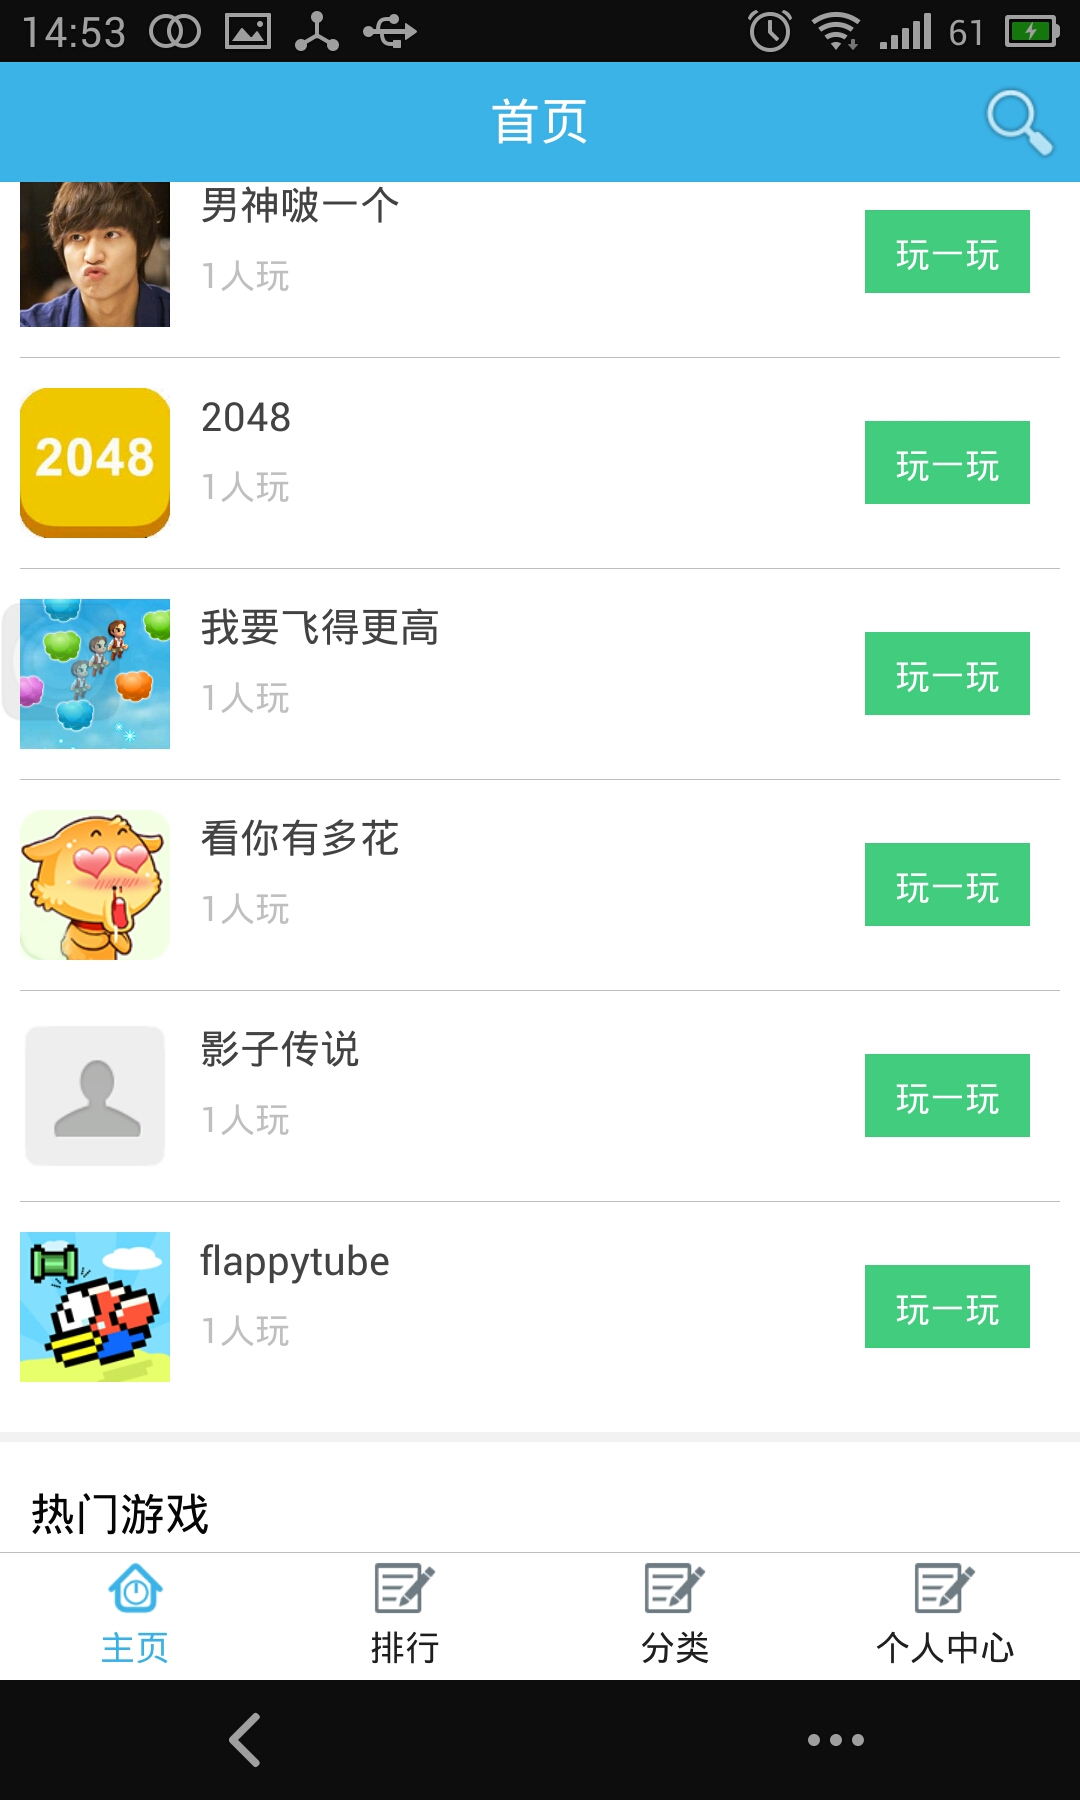 14:53
61
首页
男神啵一个
1人玩
玩一玩
2048
2048
1人玩
玩一玩
我要飞得更高
1人玩
玩一玩
看你有多花
1人玩
玩一玩
影子传说
1人玩
玩一玩
flappytube
1人玩
玩一玩
热门游戏
主页
排行
分类
个人中心